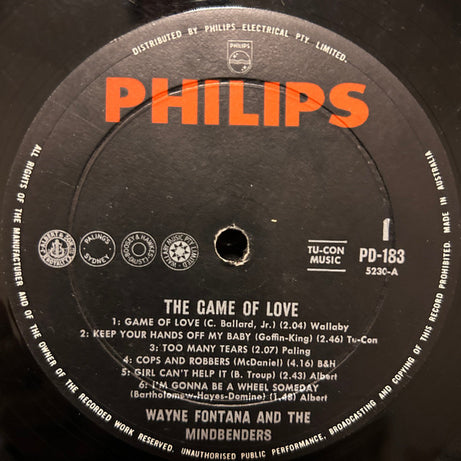 DISTRIBUTED BY PHILIPS ELECTRICAL PTY. LIMITED.
PHILIPS
PHILIPS
ALL RIGHTS OF THE MANUFACTURER AND OF THE OWNER OF THE RECORDED WORK RESERVED. UNAUTHORISED PUBLIC PERFORMANCE, BROADCASTING AND COPYING OF THIS RECORD PROHIBITED. MADE IN AUSTRALIA
1
PALING'S
SYDNEY
BOOSEY & HAWKES
TU-CON
MUSIC
PD-183
5230-A
THE GAME OF LOVE
1: GAME OF LOVE (C. Ballard, Jr.) (2.04) Wallaby
2: KEEP YOUR HANDS OFF MY BABY (Goffin-King) (2.46) Tu-Con
3: TOO MANY TEARS (2.07) Paling
4: COPS AND ROBBERS (McDaniel) (4.16) B&H
5: GIRL CAN'T HELP IT (B. Troup) (2.43) Albert
6: I'M GONNA BE A WHEEL SOMEDAY
(Bartholomew-Hayes-Domino) (1.48) Albert
WAYNE FONTANA AND THE
MINDBENDERS